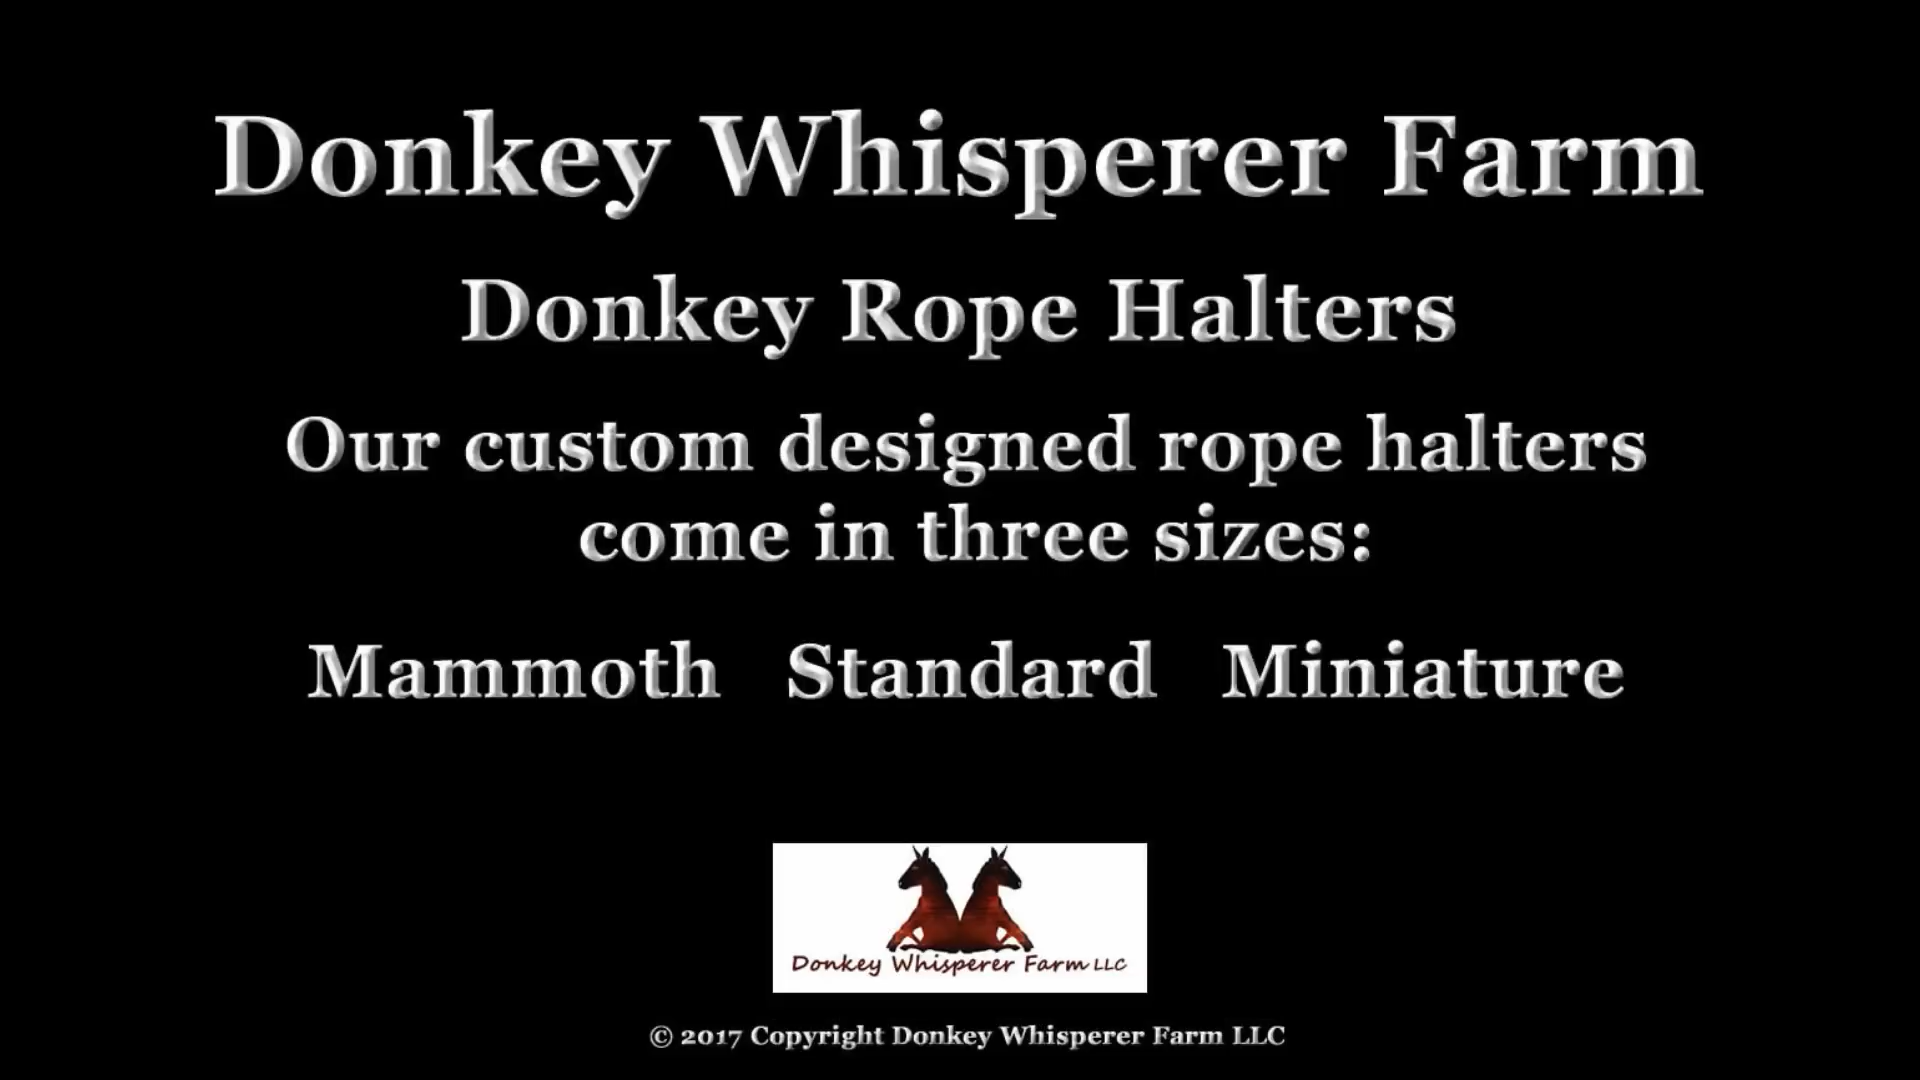 Donkey Whisperer Farm
Donkey Rope Halters
Our custom designed rope halters
come in three sizes:
Mammoth Standard Miniature
Donkey Whisperer Farm LLC
© 2017 Copyright Donkey Whisperer Farm LLC